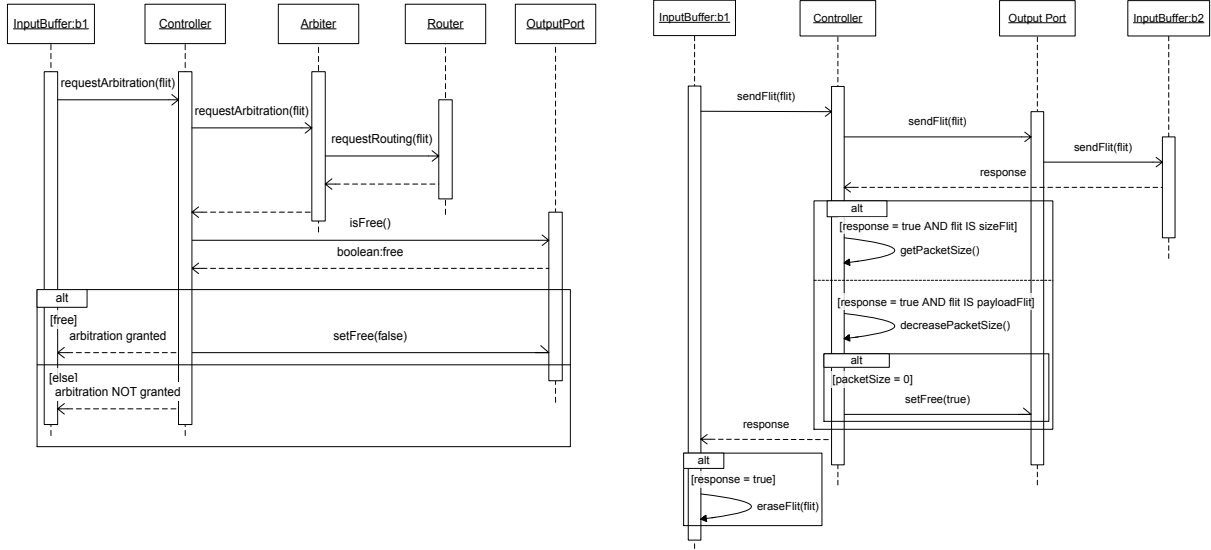 InputBuffer:b1
Controller
Arbiter
Router
OutputPort
requestArbitration(flit)
requestArbitration(flit)
requestRouting(flit)
isFree()
boolean:free
alt
[free]
arbitration granted
setFree(false)
[else]
arbitration NOT granted
InputBuffer:b1
Controller
Output Port
InputBuffer:b2
sendFlit(flit)
sendFlit(flit)
sendFlit(flit)
response
alt
[response = true AND flit IS sizeFlit]
getPacketSize()
[response = true AND flit IS payloadFlit]
decreasePacketSize()
alt
[packetSize = 0]
setFree(true)
response
alt
[response = true]
eraseFlit(flit)